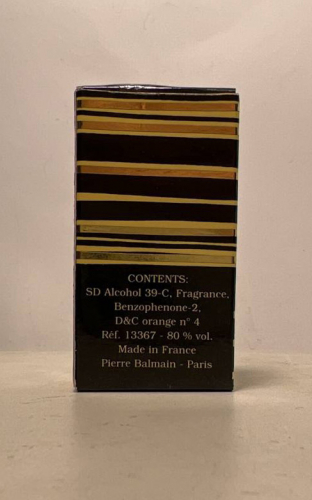 CONTENTS:
SD Alcohol 39-C, Fragrance,
Benzophenone-2,
D&C orange n° 4
Réf. 13367 - 80 % vol.
Made in France
Pierre Balmain - Paris